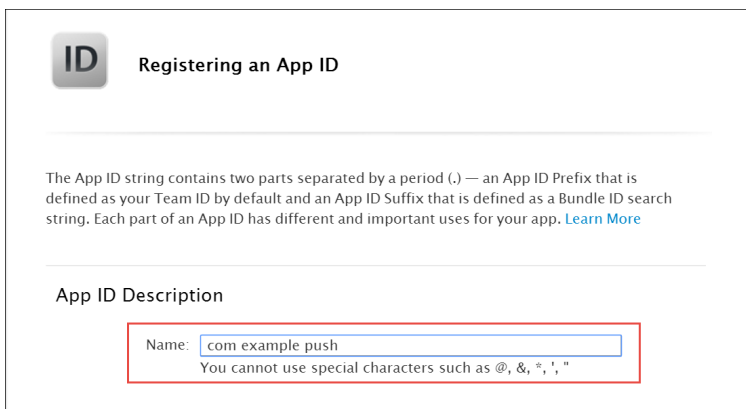 ID
Registering an App ID
The App ID string contains two parts separated by a period (.) — an App ID Prefix that is
defined as your Team ID by default and an App ID Suffix that is defined as a Bundle ID search
string. Each part of an App ID has different and important uses for your app. Learn More
App ID Description
Name: com example push
You cannot use special characters such as @, &, *, ', "